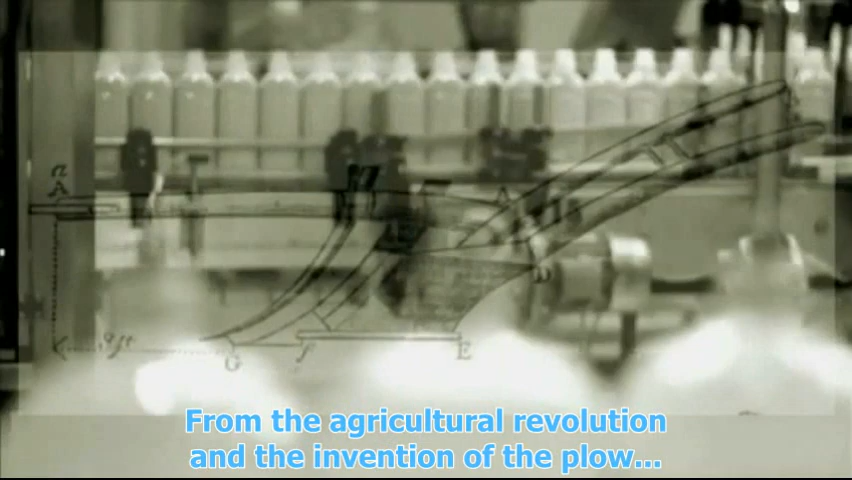 a
A
A
D
G
f
E
From the agricultural revolution
and the invention of the plow...